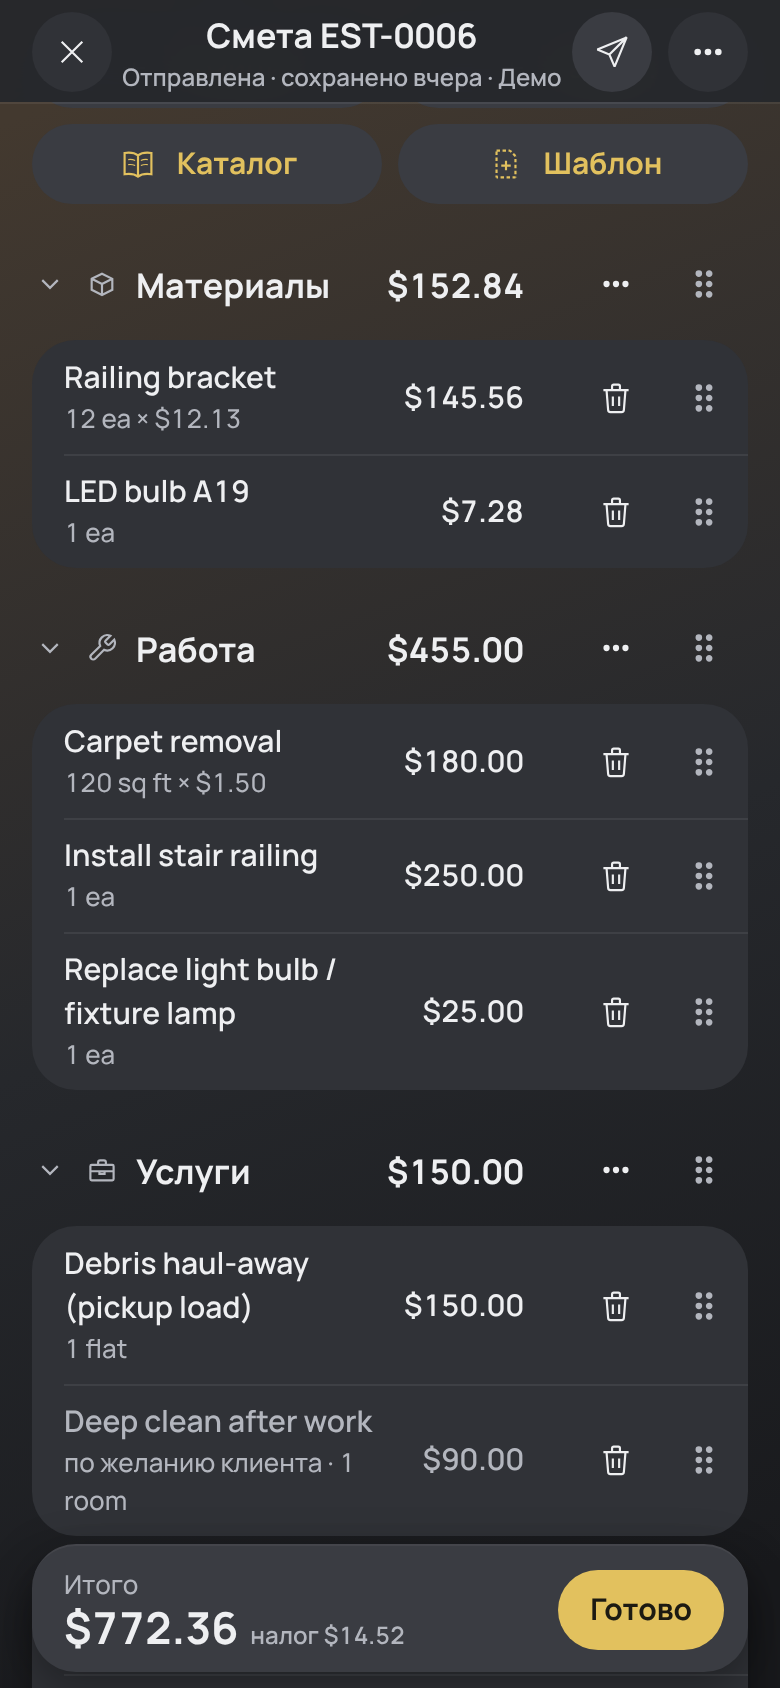 Смета EST-0006
Отправлена · сохранено вчера · Демо
Каталог
Шаблон
Материалы $152.84
Railing bracket
12 ea × $12.13
$145.56
LED bulb A19
1 ea
$7.28
Работа $455.00
Carpet removal
120 sq ft × $1.50
$180.00
Install stair railing
1 ea
$250.00
Replace light bulb /
fixture lamp
1 ea
$25.00
Услуги $150.00
Debris haul-away
(pickup load)
1 flat
$150.00
Deep clean after work
по желанию клиента · 1
room
$90.00
Итого
$772.36 налог $14.52
Готово